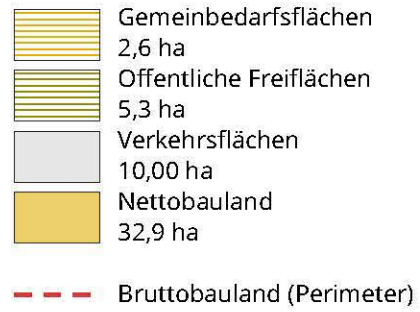 Gemeinbedarfsflächen
2,6 ha
Offentliche Freiflächen
5,3 ha
Verkehrsflächen
10,00 ha
Nettobauland
32,9 ha
Bruttobauland (Perimeter)